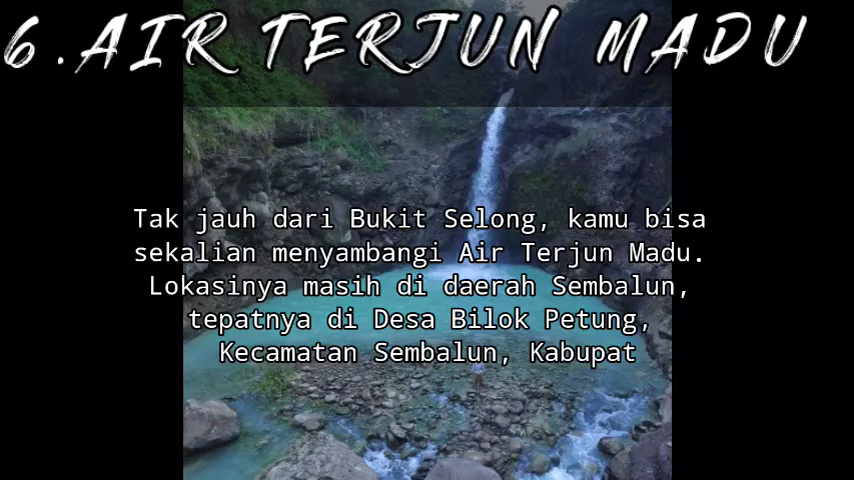 6.AIR TERJUN MADU
Tak jauh dari Bukit Selong, kamu bisa
sekalian menyambangi Air Terjun Madu.
Lokasinya masih di daerah Sembalun,
tepatnya di Desa Bilok Petung,
Kecamatan Sembalun, Kabupat